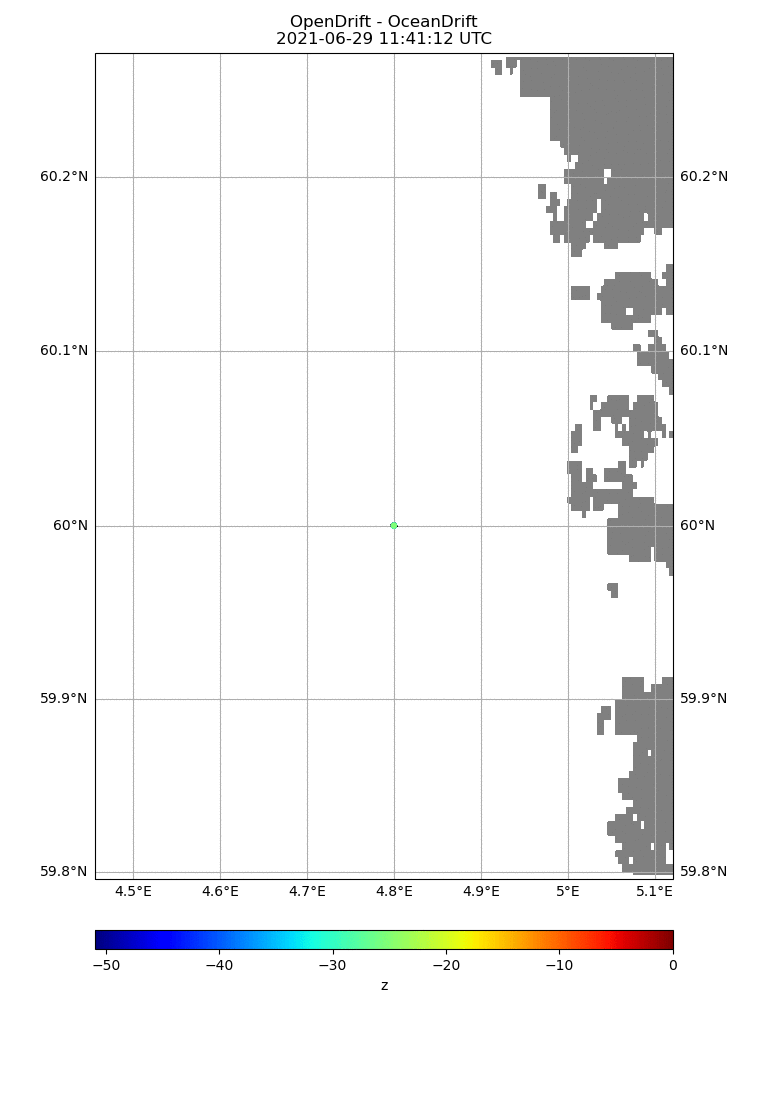 OpenDrift - OceanDrift
2021-06-29 11:41:12 UTC
60.2°N 60.2°N
60.1°N 60.1°N
60°N 60°N
59.9°N 59.9°N
59.8°N 59.8°N
4.5°E 4.6°E 4.7°E 4.8°E 4.9°E 5°E 5.1°E
−50 −40 −30 −20 −10 0
z